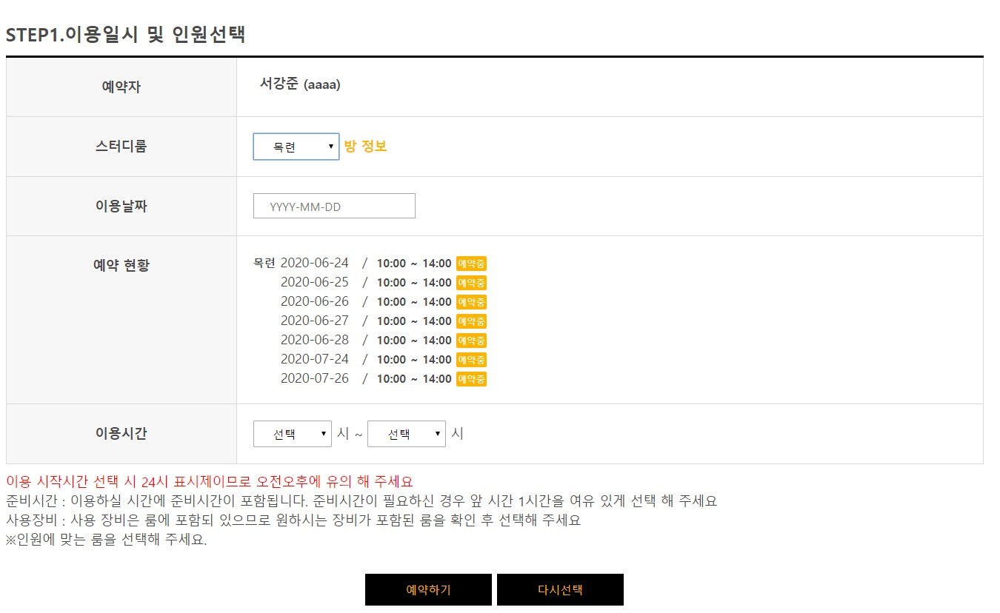 STEP1.이용일시 및 인원선택
예약자 서강준 (aaaa)
스터디룸 목련 ▼ 방 정보
이용날짜 YYYY-MM-DD
예약 현황 목련 2020-06-24 / 10:00 ~ 14:00 예약중
2020-06-25 / 10:00 ~ 14:00 예약중
2020-06-26 / 10:00 ~ 14:00 예약중
2020-06-27 / 10:00 ~ 14:00 예약중
2020-06-28 / 10:00 ~ 14:00 예약중
2020-07-24 / 10:00 ~ 14:00 예약중
2020-07-26 / 10:00 ~ 14:00 예약중
이용시간 선택 ▼ 시 ~ 선택 ▼ 시
이용 시작시간 선택 시 24시 표시제이므로 오전오후에 유의 해 주세요
준비시간 : 이용하실 시간에 준비시간이 포함됩니다. 준비시간이 필요하신 경우 앞 시간 1시간을 여유 있게 선택 해 주세요
사용장비 : 사용 장비은 룸에 포함되 있으므로 원하시는 장비가 포함된 룸을 확인 후 선택해 주세요
※인원에 맞는 룸을 선택해 주세요.
예약하기 다시선택